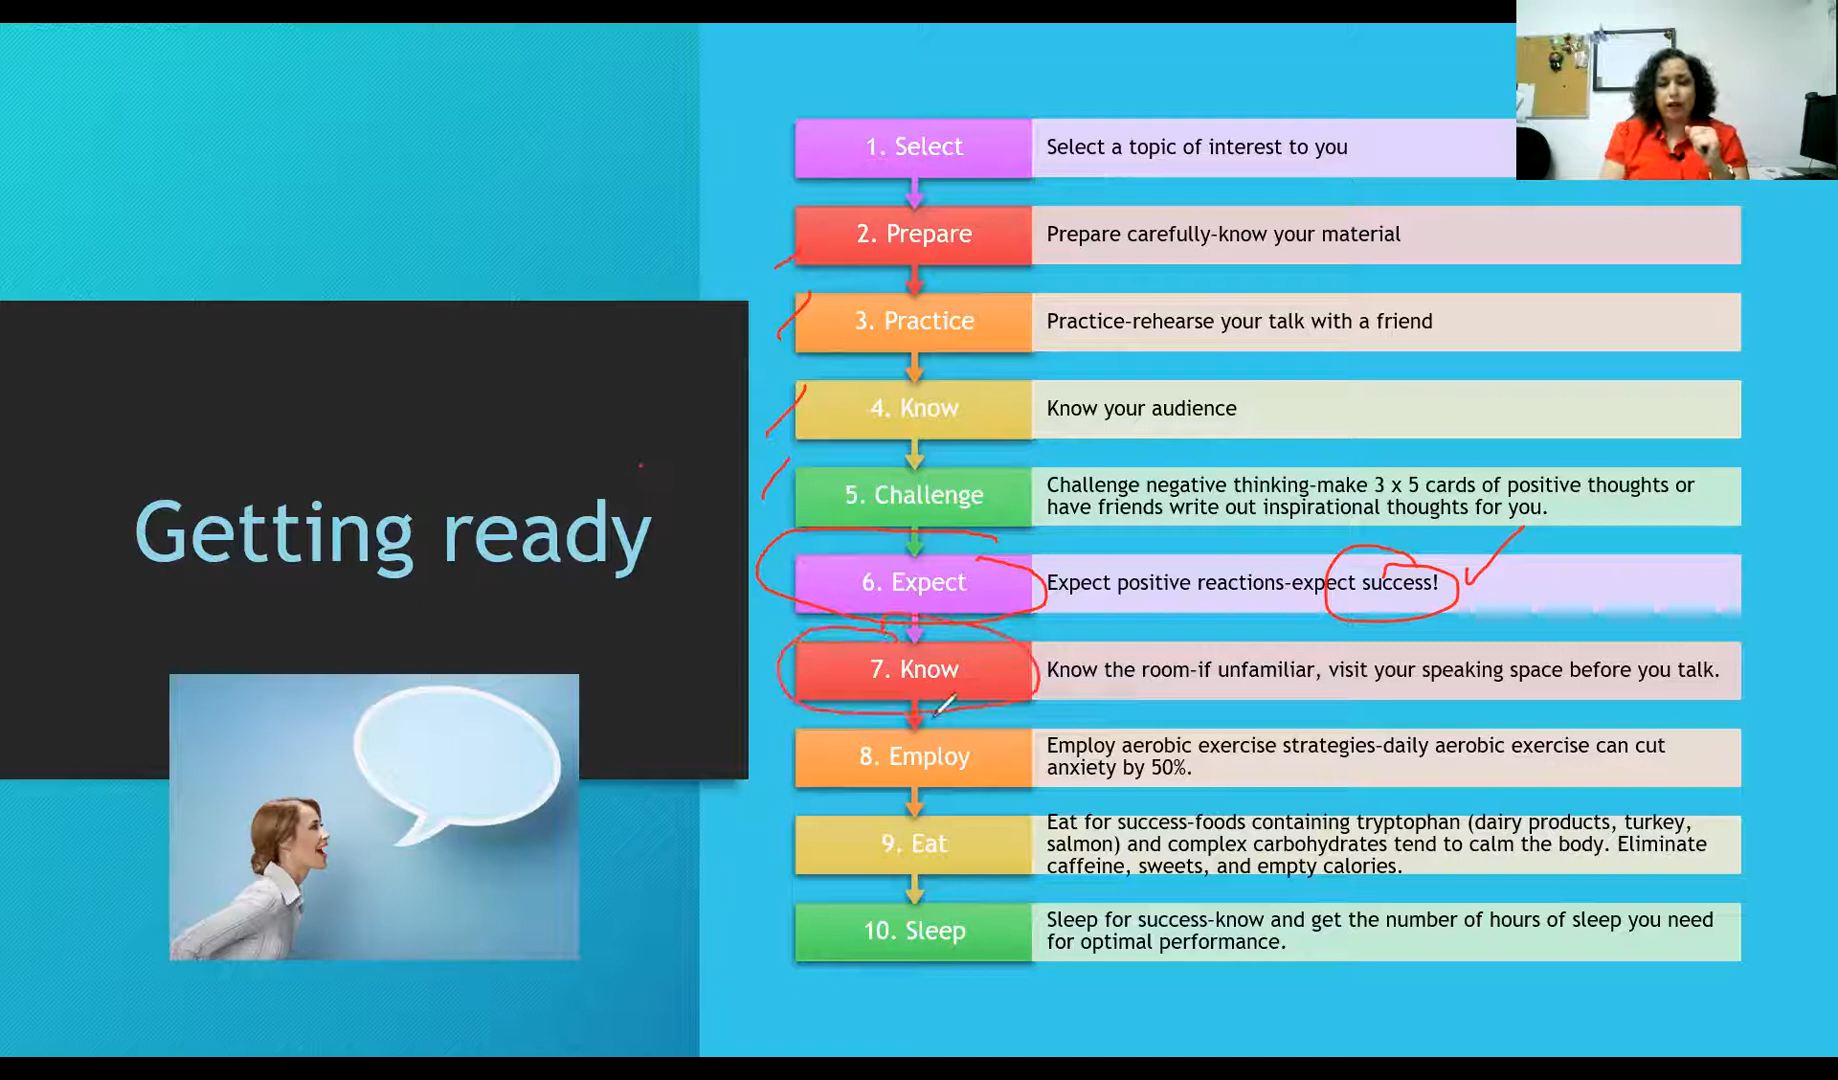 Getting ready
1. Select
Select a topic of interest to you
2. Prepare
Prepare carefully-know your material
3. Practice
Practice-rehearse your talk with a friend
4. Know
Know your audience
5. Challenge
Challenge negative thinking-make 3 x 5 cards of positive thoughts or
have friends write out inspirational thoughts for you.
6. Expect
Expect positive reactions-expect success!
7. Know
Know the room-if unfamiliar, visit your speaking space before you talk.
8. Employ
Employ aerobic exercise strategies-daily aerobic exercise can cut
anxiety by 50%.
9. Eat
Eat for success-foods containing tryptophan (dairy products, turkey,
salmon) and complex carbohydrates tend to calm the body. Eliminate
caffeine, sweets, and empty calories.
10. Sleep
Sleep for success-know and get the number of hours of sleep you need
for optimal performance.